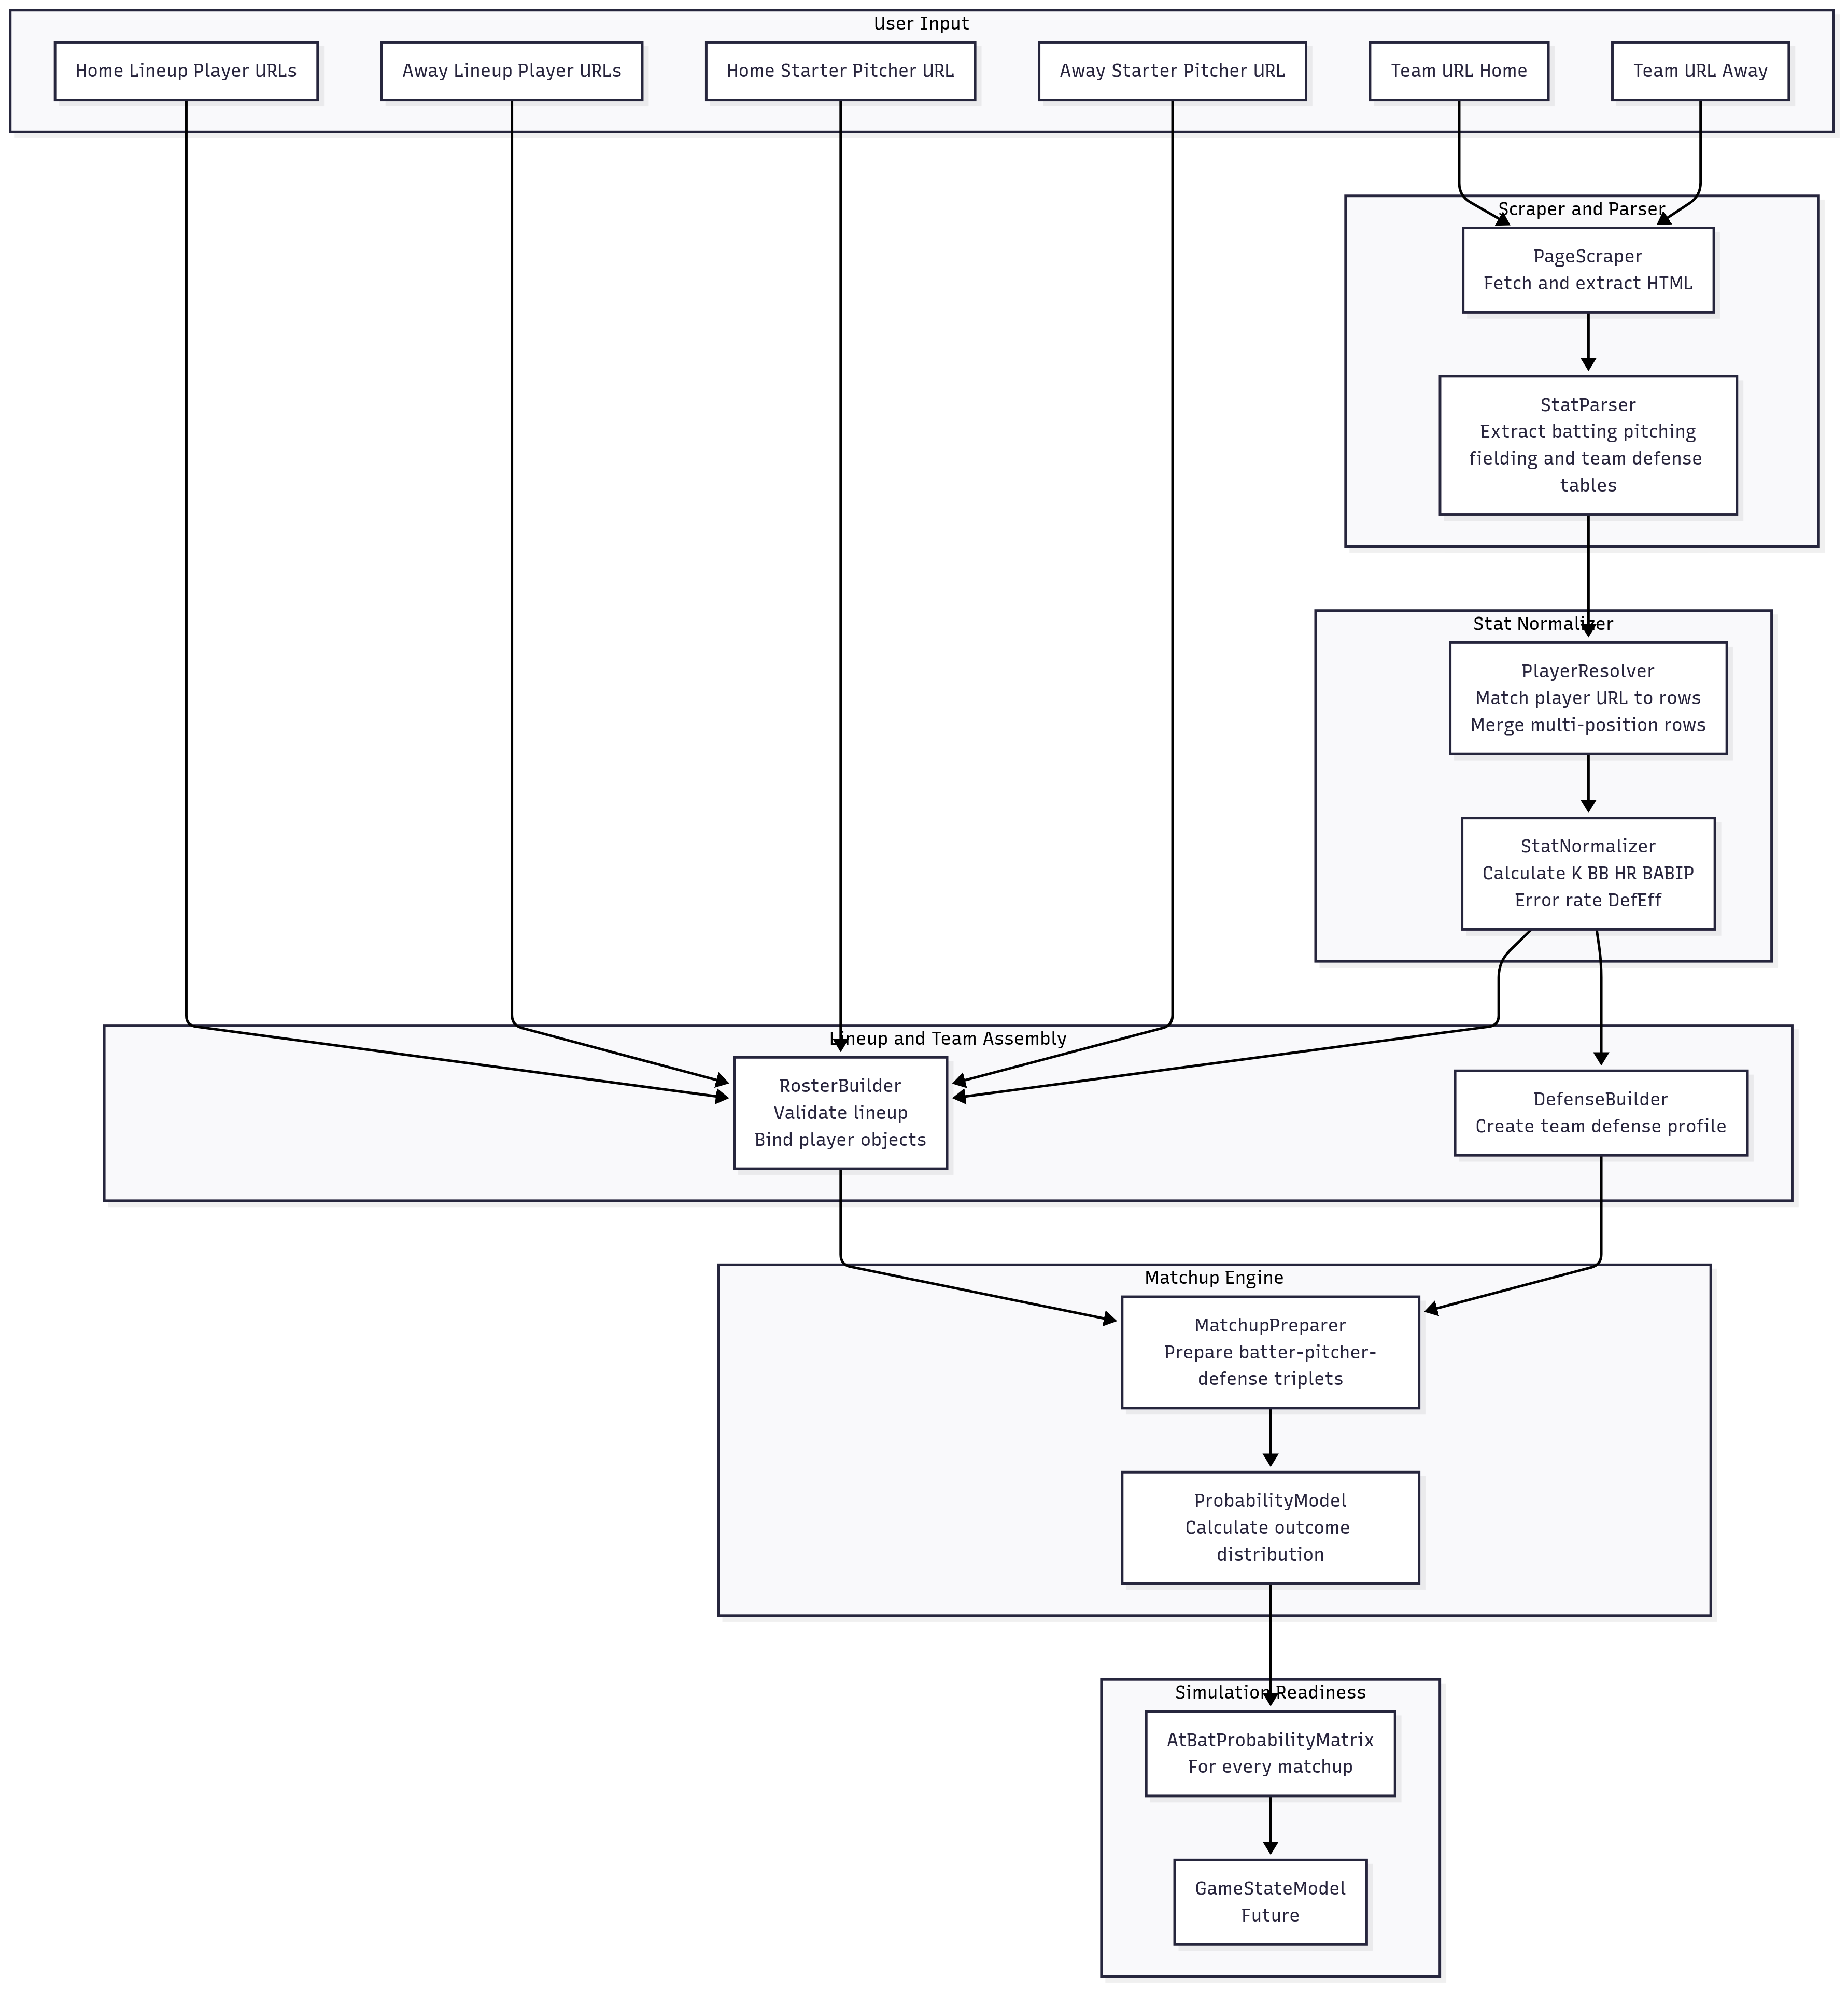 User Input
Home Lineup Player URLs
Away Lineup Player URLs
Home Starter Pitcher URL
Away Starter Pitcher URL
Team URL Home
Team URL Away
Scraper and Parser
PageScraper
Fetch and extract HTML
StatParser
Extract batting pitching
fielding and team defense
tables
Stat Normalizer
PlayerResolver
Match player URL to rows
Merge multi-position rows
StatNormalizer
Calculate K BB HR BABIP
Error rate DefEff
Lineup and Team Assembly
RosterBuilder
Validate lineup
Bind player objects
DefenseBuilder
Create team defense profile
Matchup Engine
MatchupPreparer
Prepare batter-pitcher-
defense triplets
ProbabilityModel
Calculate outcome
distribution
Simulation Readiness
AtBatProbabilityMatrix
For every matchup
GameStateModel
Future